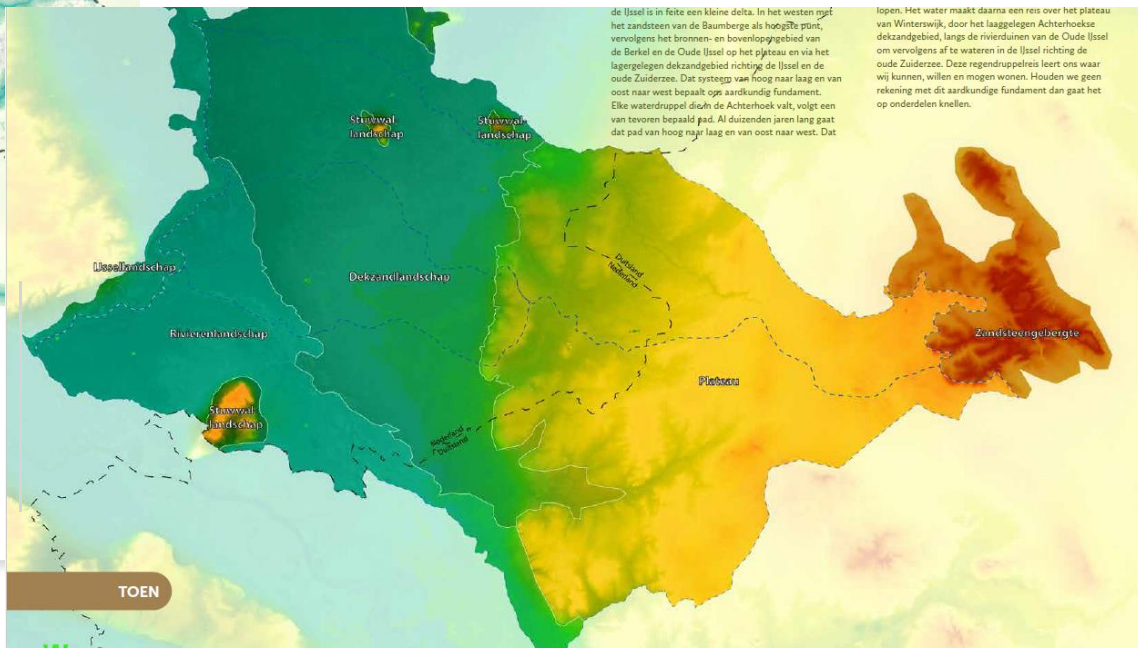 de IJssel is in feite een kleine delta. In het westen met
het zandsteen van de Baumberge als hoogste punt,
vervolgens het bronnen- en bovenlopengebied van
de Berkel en de Oude IJssel op het plateau en via het
lagergelegen dekzandgebied richting de IJssel en de
oude Zuiderzee. Dat systeem van hoog naar laag en van
oost naar west bepaalt ons aardkundig fundament.
Elke waterdruppel die in de Achterhoek valt, volgt een
van tevoren bepaald pad. Al duizenden jaren lang gaat
dat pad van hoog naar laag en van oost naar west. Dat
lopen. Het water maakt daarna een reis over het plateau
van Winterswijk, door het laaggelegen Achterhoekse
dekzandgebied, langs de rivierduinen van de Oude IJssel
om vervolgens af te wateren in de IJssel richting de
oude Zuiderzee. Deze regendruppelreis leert ons waar
wij kunnen, willen en mogen wonen. Houden we geen
rekening met dit aardkundige fundament dan gaat het
op onderdelen knellen.
Stuwwal-
landschap
Stuwwal-
landschap
IJssellandschap
Dekzandlandschap
Duitsland
Nederland
Rivierenlandschap
Zandsteengebergte
Plateau
Stuwwal-
landschap
Nederland
Duitsland
TOEN